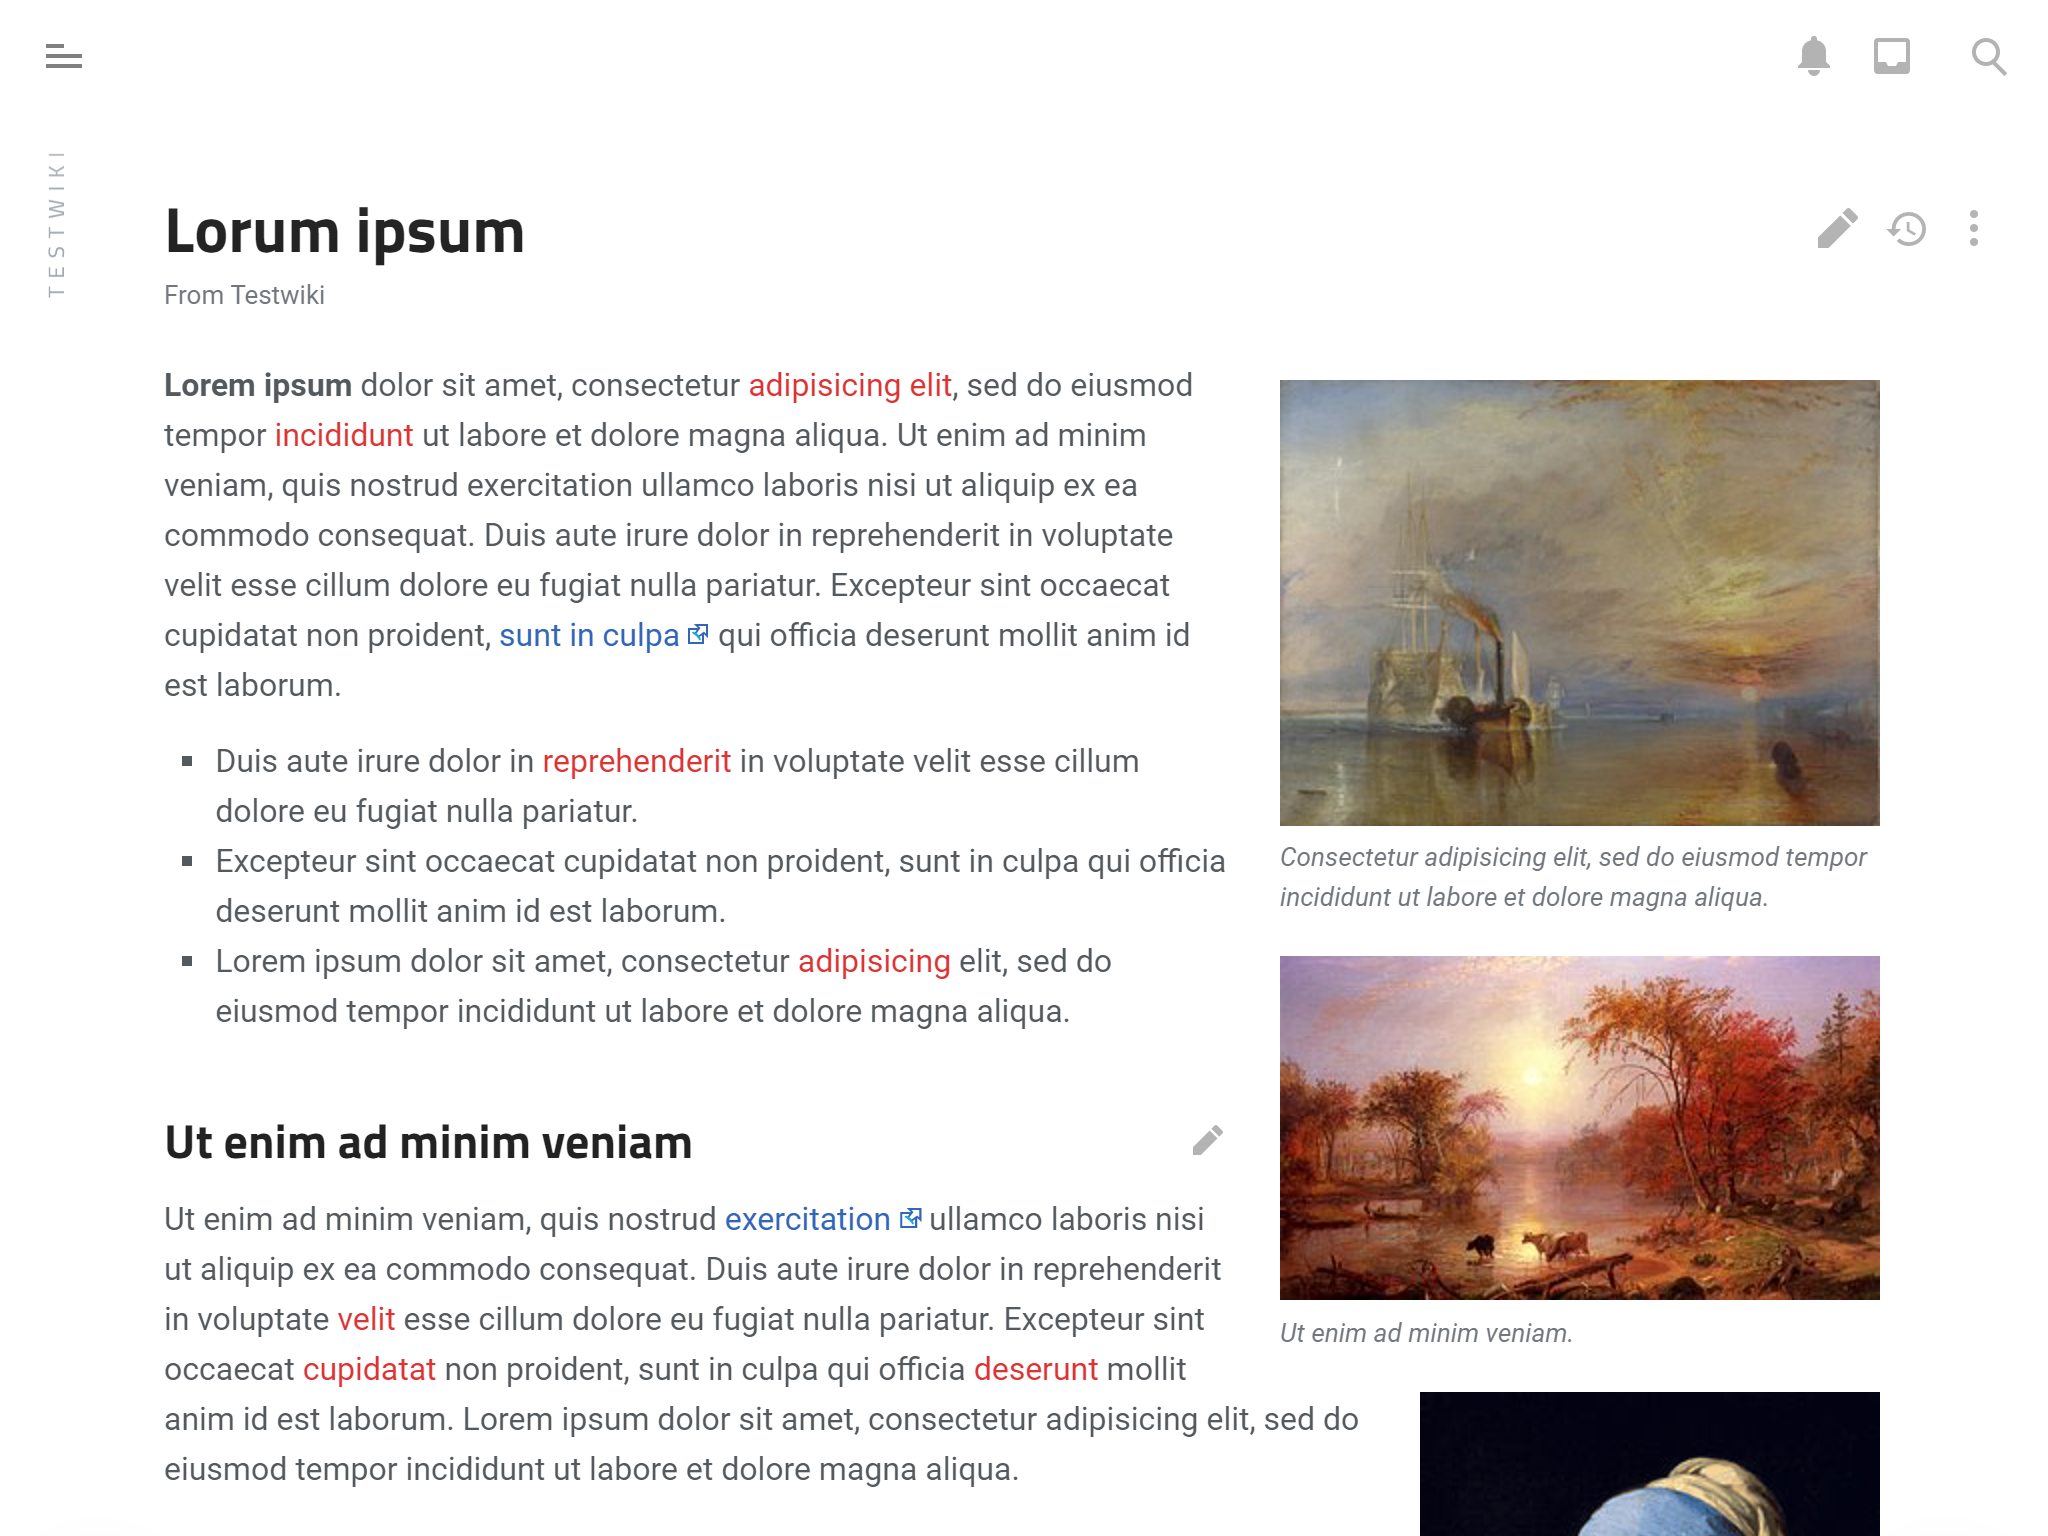 TESTWIKI
Lorum ipsum
From Testwiki
Lorem ipsum dolor sit amet, consectetur adipisicing elit, sed do eiusmod
tempor incididunt ut labore et dolore magna aliqua. Ut enim ad minim
veniam, quis nostrud exercitation ullamco laboris nisi ut aliquip ex ea
commodo consequat. Duis aute irure dolor in reprehenderit in voluptate
velit esse cillum dolore eu fugiat nulla pariatur. Excepteur sint occaecat
cupidatat non proident, sunt in culpa qui officia deserunt mollit anim id
est laborum.
Duis aute irure dolor in reprehenderit in voluptate velit esse cillum
dolore eu fugiat nulla pariatur.
Excepteur sint occaecat cupidatat non proident, sunt in culpa qui officia
deserunt mollit anim id est laborum.
Lorem ipsum dolor sit amet, consectetur adipisicing elit, sed do
eiusmod tempor incididunt ut labore et dolore magna aliqua.
Consectetur adipisicing elit, sed do eiusmod tempor
incididunt ut labore et dolore magna aliqua.
Ut enim ad minim veniam
Ut enim ad minim veniam, quis nostrud exercitation ullamco laboris nisi
ut aliquip ex ea commodo consequat. Duis aute irure dolor in reprehenderit
in voluptate velit esse cillum dolore eu fugiat nulla pariatur. Excepteur sint
occaecat cupidatat non proident, sunt in culpa qui officia deserunt mollit
anim id est laborum. Lorem ipsum dolor sit amet, consectetur adipisicing elit, sed do
eiusmod tempor incididunt ut labore et dolore magna aliqua.
Ut enim ad minim veniam.